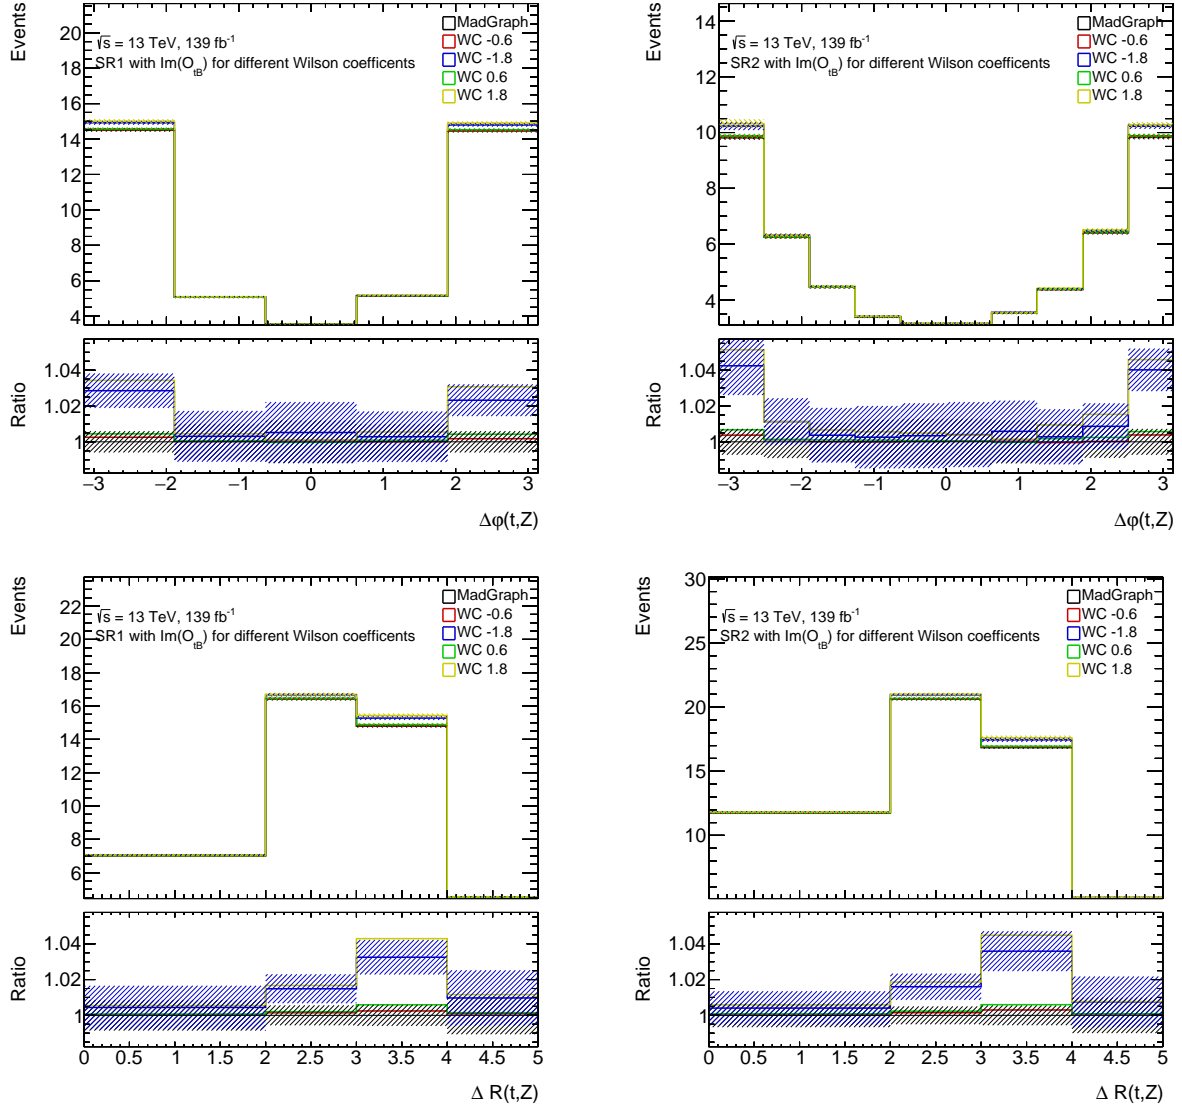 Events
20
18
16
14
12
10
8
6
4
√s = 13 TeV, 139 fb-1
SR1 with Im(OtB) for different Wilson coefficents
MadGraph
WC -0.6
WC -1.8
WC 0.6
WC 1.8
Ratio
1.04
1.02
1
−3 −2 −1 0 1 2 3
Δφ(t,Z)
Events
14
12
10
8
6
4
√s = 13 TeV, 139 fb-1
SR2 with Im(OtB) for different Wilson coefficents
MadGraph
WC -0.6
WC -1.8
WC 0.6
WC 1.8
Ratio
1.04
1.02
1
−3 −2 −1 0 1 2 3
Δφ(t,Z)
Events
22
20
18
16
14
12
10
8
6
√s = 13 TeV, 139 fb-1
SR1 with Im(OtB) for different Wilson coefficents
MadGraph
WC -0.6
WC -1.8
WC 0.6
WC 1.8
Ratio
1.04
1.02
1
0 0.5 1 1.5 2 2.5 3 3.5 4 4.5 5
Δ R(t,Z)
Events
30
25
20
15
10
√s = 13 TeV, 139 fb-1
SR2 with Im(OtB) for different Wilson coefficents
MadGraph
WC -0.6
WC -1.8
WC 0.6
WC 1.8
Ratio
1.04
1.02
1
0 0.5 1 1.5 2 2.5 3 3.5 4 4.5 5
Δ R(t,Z)